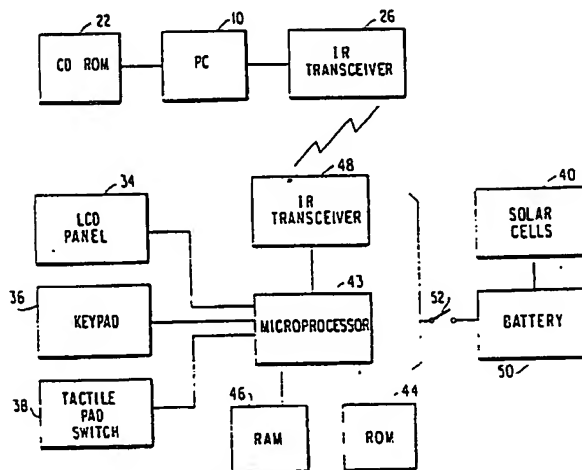 22
10
26
CD ROM
PC
IR
TRANSCEIVER
34
48
40
LCD
PANEL
IR
TRANSCEIVER
SOLAR
CELLS
36
43
52
KEYPAD
MICROPROCESSOR
BATTERY
50
38
TACTILE
PAD
SWITCH
46
44
RAM
ROM